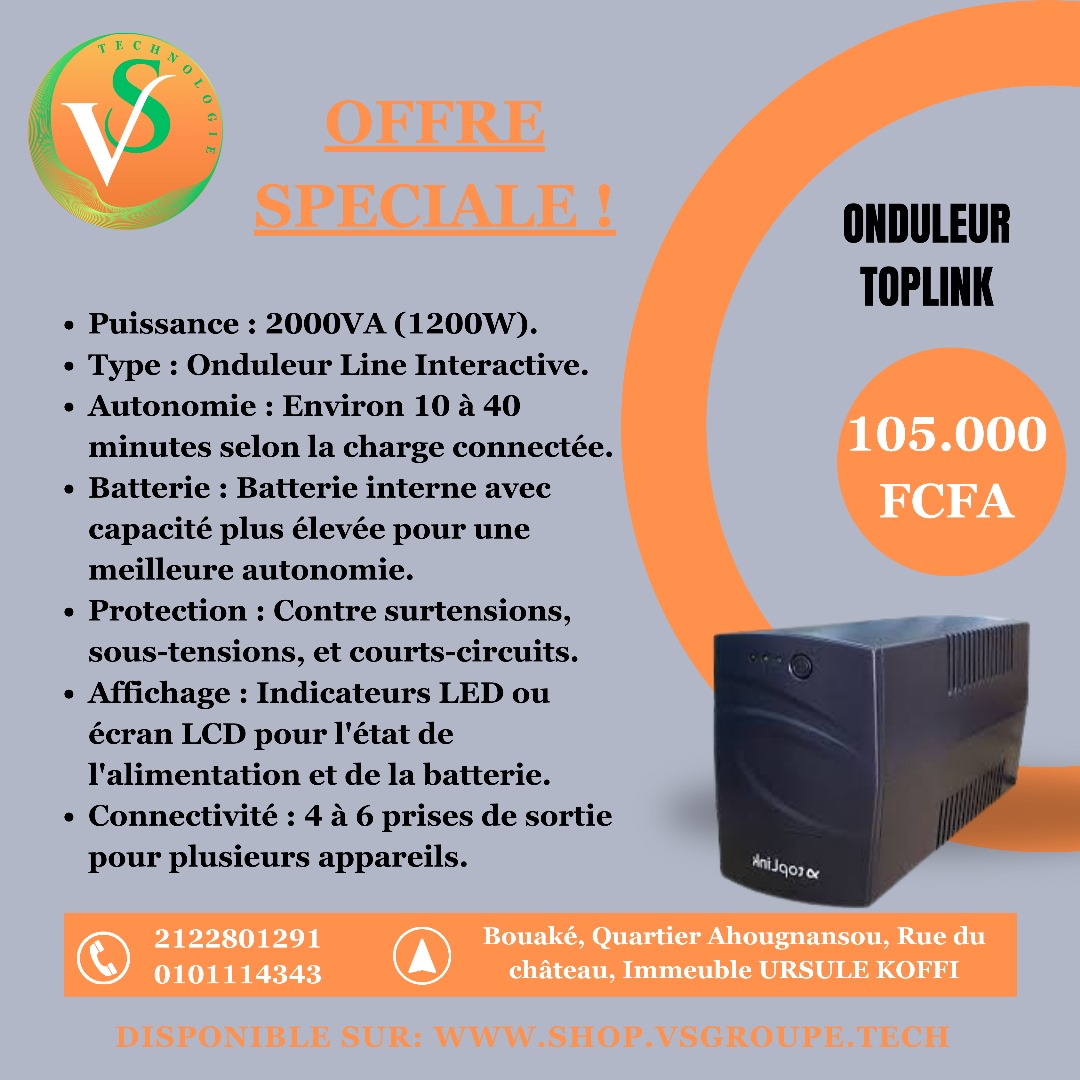 TECHNOLOGIE
VS
OFFRE
SPECIALE !
ONDULEUR
TOPLINK
105.000
FCFA
• Puissance : 2000VA (1200W).
• Type : Onduleur Line Interactive.
• Autonomie : Environ 10 à 40
minutes selon la charge connectée.
• Batterie : Batterie interne avec
capacité plus élevée pour une
meilleure autonomie.
• Protection : Contre surtensions,
sous-tensions, et courts-circuits.
• Affichage : Indicateurs LED ou
écran LCD pour l'état de
l'alimentation et de la batterie.
• Connectivité : 4 à 6 prises de sortie
pour plusieurs appareils.
TopLink
2122801291
0101114343
Bouaké, Quartier Ahougnansou, Rue du
château, Immeuble URSULE KOFFI
DISPONIBLE SUR: WWW.SHOP.VSGROUPE.TECH